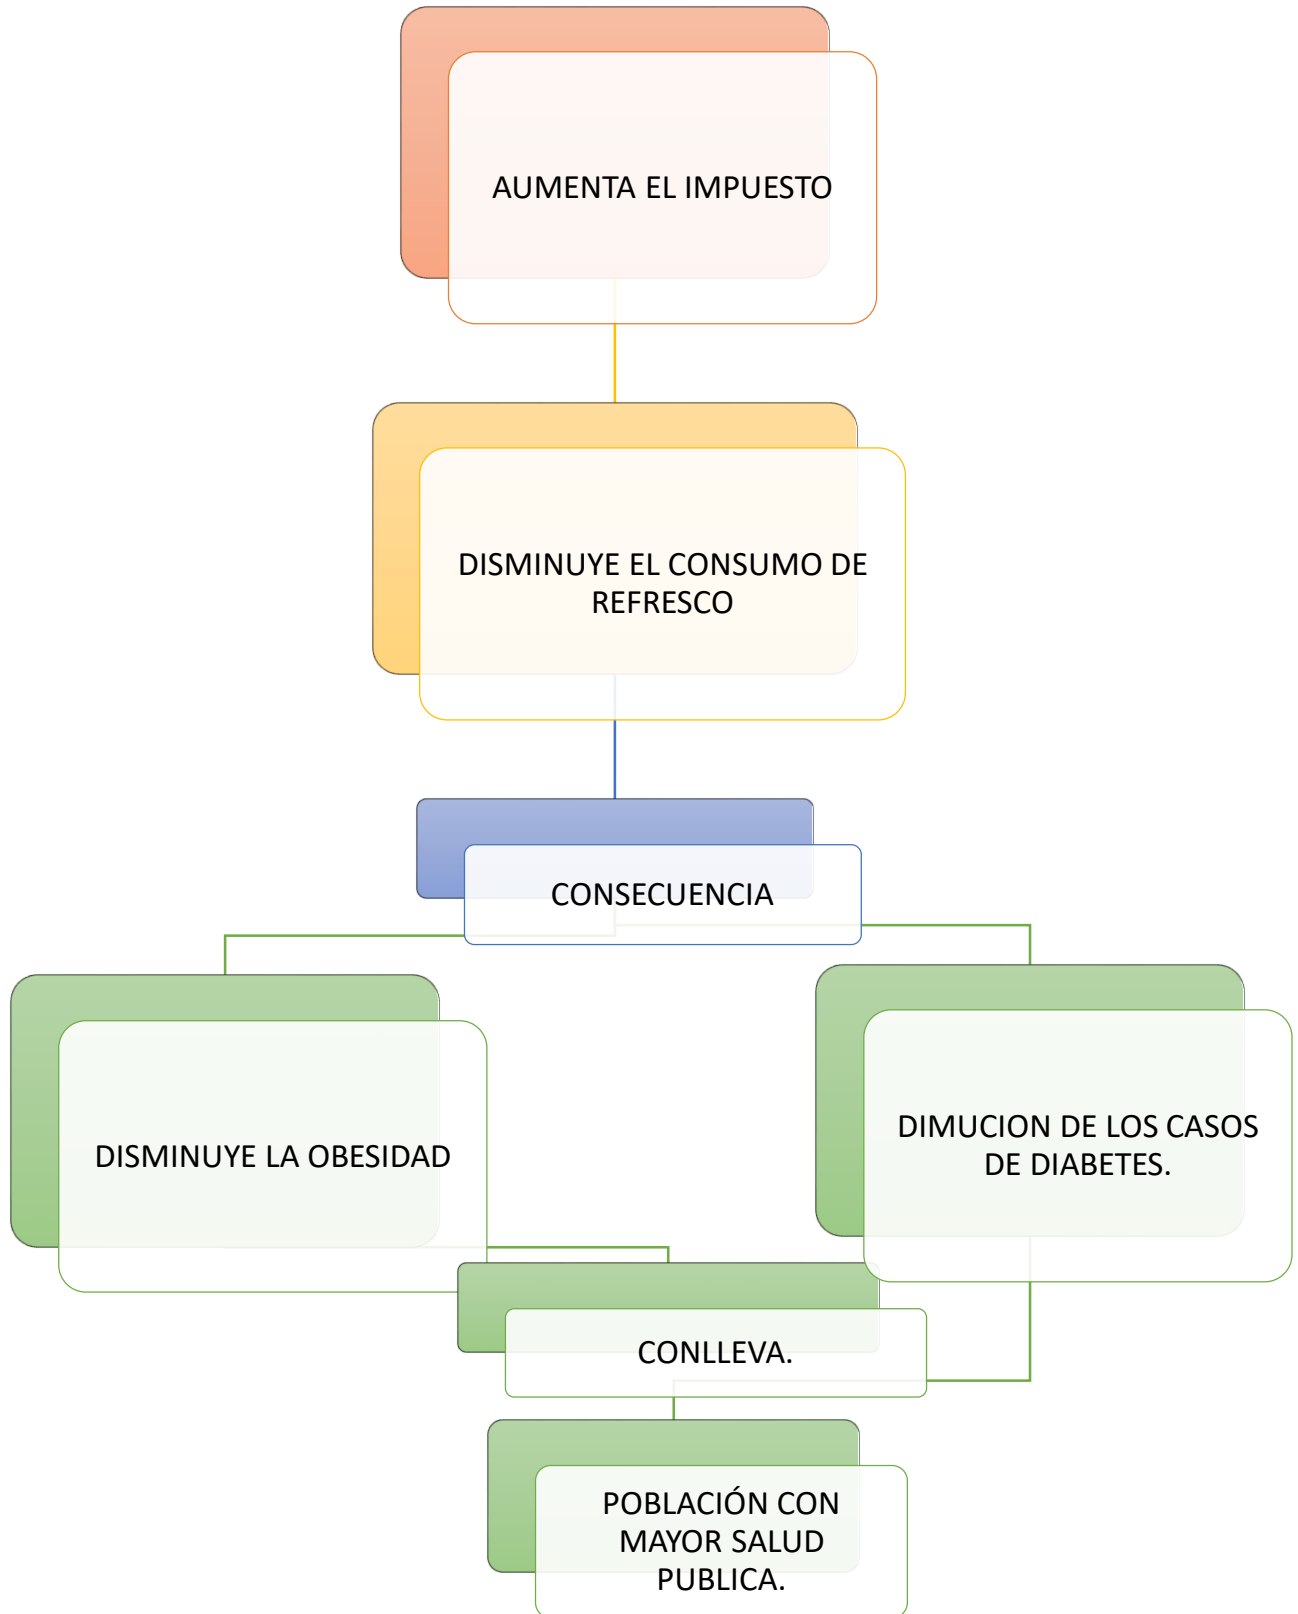 AUMENTA EL IMPUESTO
DISMINUYE EL CONSUMO DE
REFRESCO
CONSECUENCIA
DISMINUYE LA OBESIDAD
DIMUCION DE LOS CASOS
DE DIABETES.
CONLLEVA.
POBLACIÓN CON
MAYOR SALUD
PUBLICA.